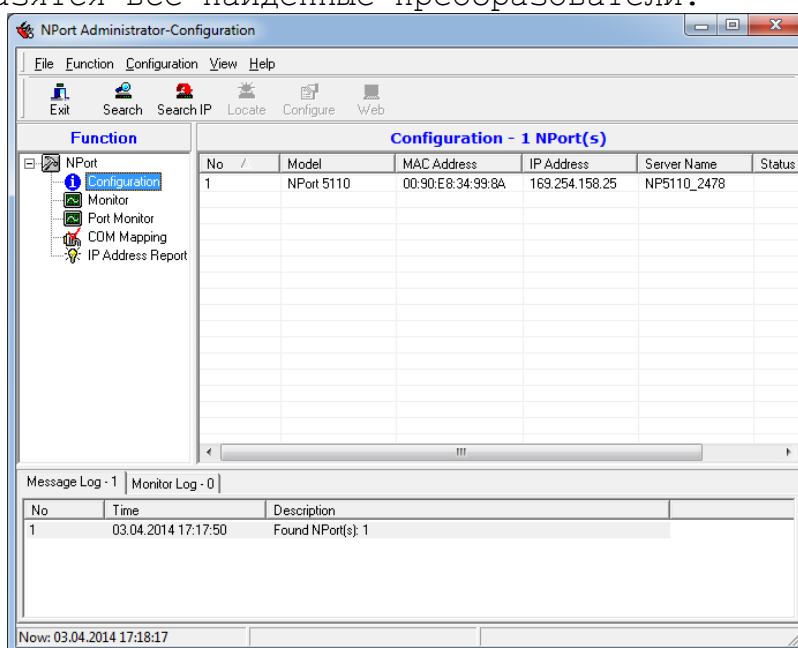 все найденные преобразователи.
NPort Administrator-Configuration
File Function Configuration View Help
Exit Search Search IP Locate Configure Web
Function
Configuration - 1 NPort(s)
NPort
Configuration
Monitor
Port Monitor
COM Mapping
IP Address Report
No / Model MAC Address IP Address Server Name Status
1 NPort 5110 00:90:E8:34:99:8A 169.254.158.25 NP5110_2478
Message Log - 1 Monitor Log - 0
No Time Description
1 03.04.2014 17:17:50 Found NPort(s): 1
Now: 03.04.2014 17:18:17